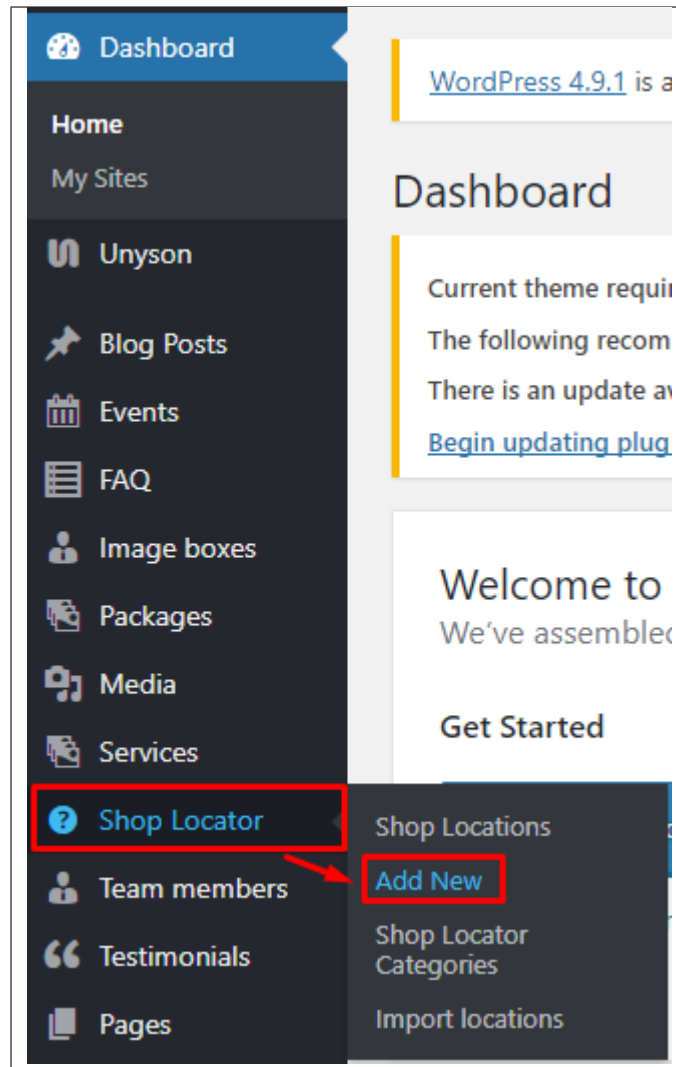 Dashboard
Home
My Sites
Unyson
Blog Posts
Events
FAQ
Image boxes
Packages
Media
Services
Shop Locator
Team members
Testimonials
Pages
WordPress 4.9.1 is a
Dashboard
Current theme requi
The following recom
There is an update a
Begin updating plug
Welcome to
We've assembled
Get Started
Shop Locations
Add New
Shop Locator
Categories
Import locations